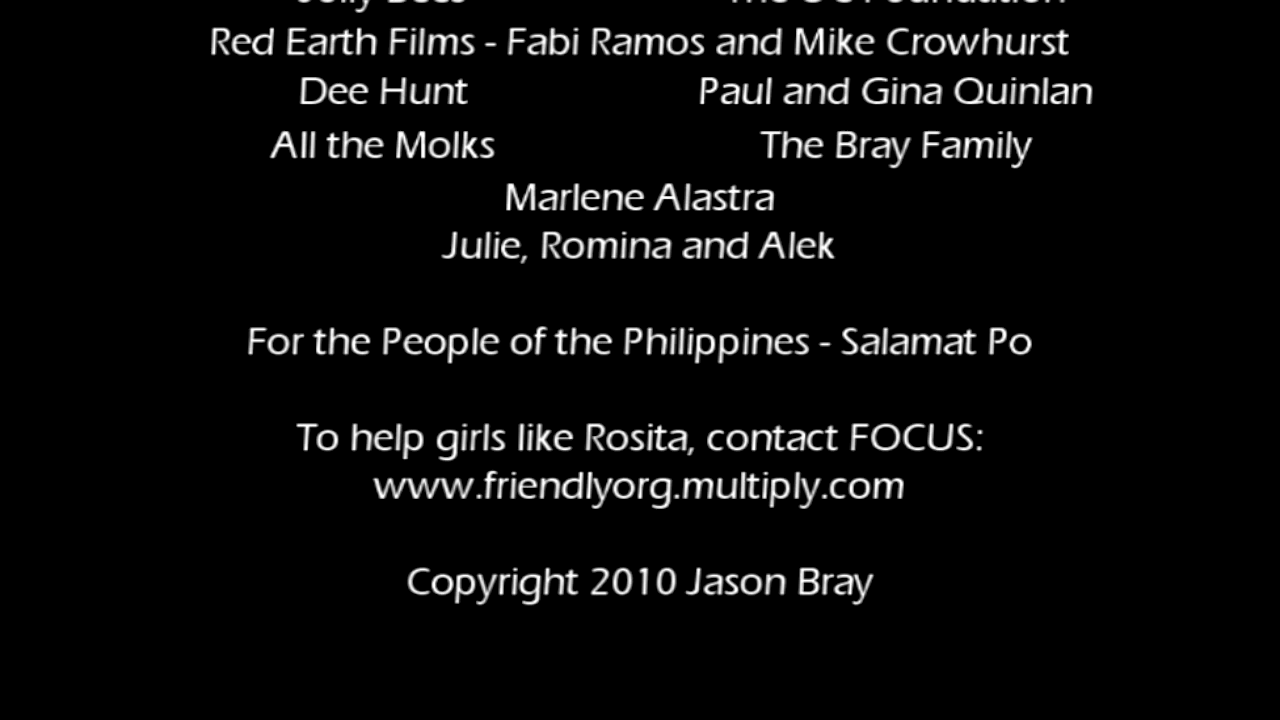 Red Earth Films - Fabi Ramos and Mike Crowhurst
Dee Hunt Paul and Gina Quinlan
All the Molks The Bray Family
Marlene Alastra
Julie, Romina and Alek
For the People of the Philippines - Salamat Po
To help girls like Rosita, contact FOCUS:
www.friendlyorg.multiply.com
Copyright 2010 Jason Bray